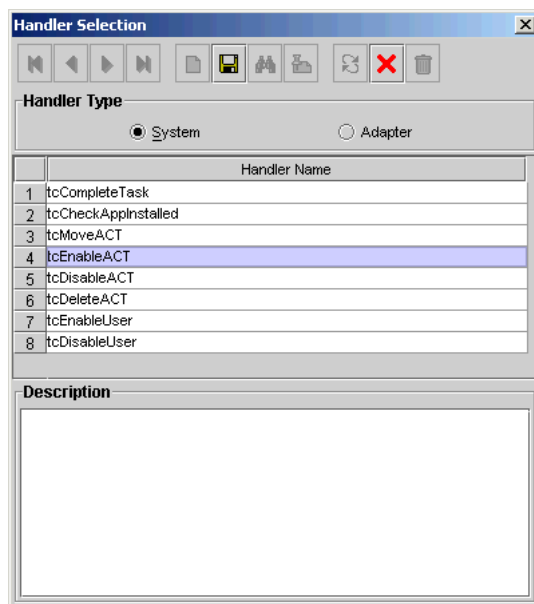 Handler Selection
Handler Type
System
Adapter
Handler Name
1 tcCompleteTask
2 tcCheckAppInstalled
3 tcMoveACT
4 tcEnableACT
5 tcDisableACT
6 tcDeleteACT
7 tcEnableUser
8 tcDisableUser
Description